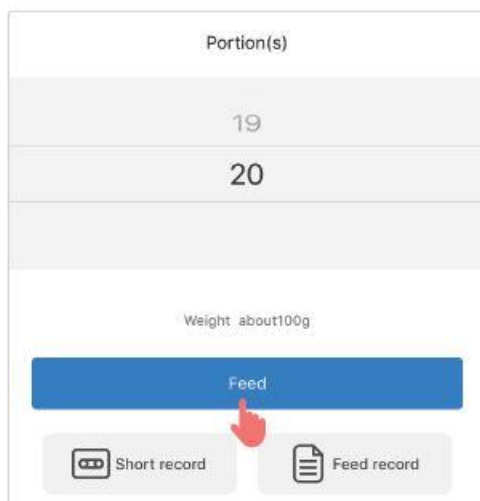 Portion(s)
19
20
Weight about100g
Feed
Short record
Feed record